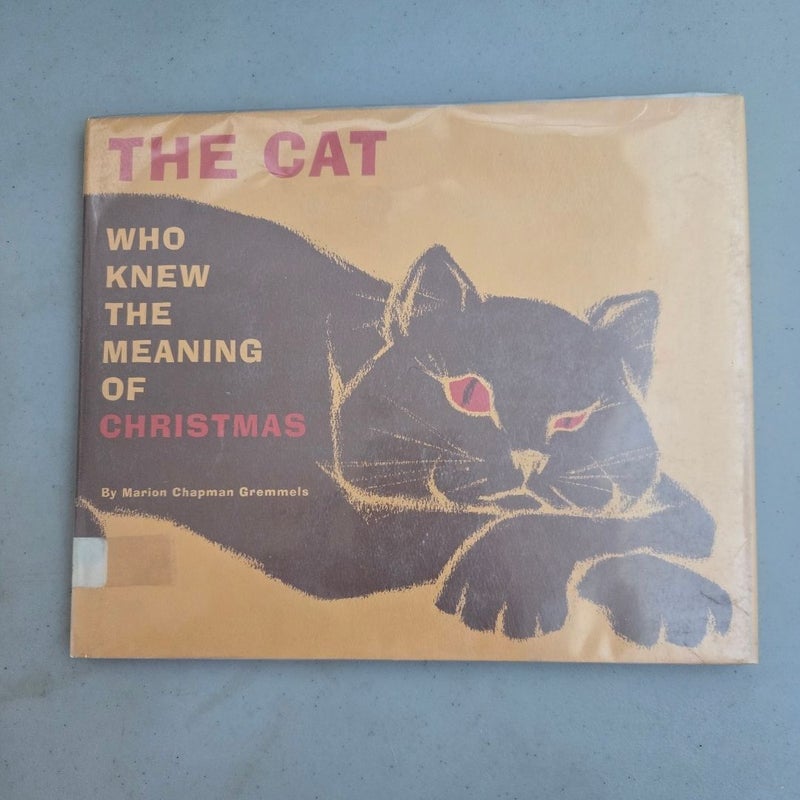 THE CAT
WHO
KNEW
THE
MEANING
OF
CHRISTMAS
By Marion Chapman Gremmels